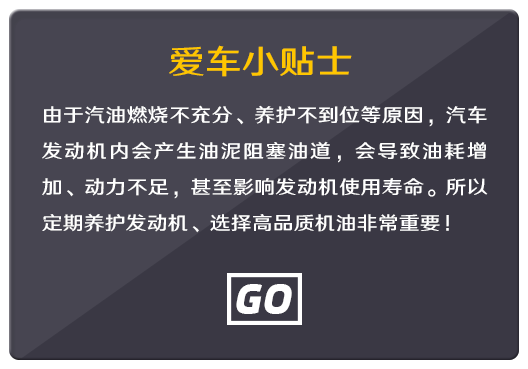 爱车小贴士
由于汽油燃烧不充分、养护不到位等原因，汽车
发动机内会产生油泥阻塞油道，会导致油耗增
加、动力不足，甚至影响发动机使用寿命。所以
定期养护发动机、选择高品质机油非常重要！
GO